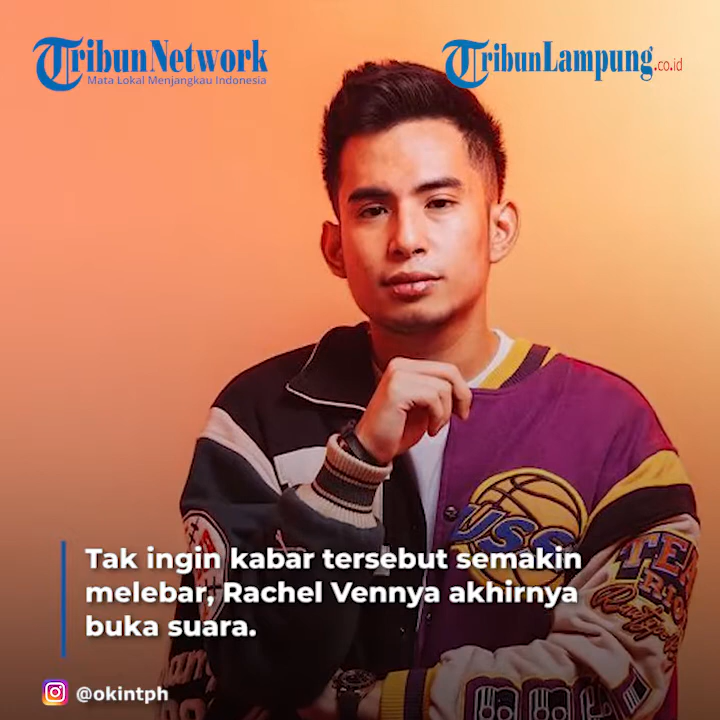 TribunNetwork
Mata Lokal Menjangkau Indonesia
TribunLampung.co.id
USS
Tak ingin kabar tersebut semakin
melebar, Rachel Vennya akhirnya
buka suara.
@okintph